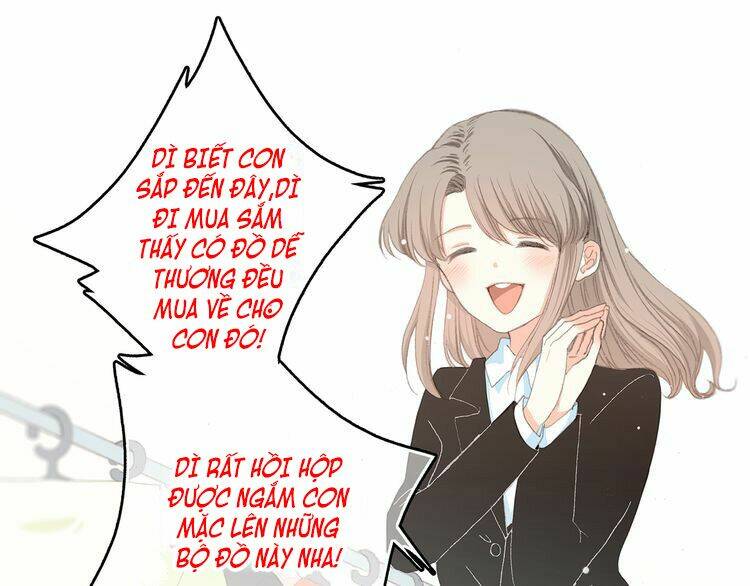 DÌ BIẾT CON
SẮP ĐẾN ĐÂY,DÌ
ĐI MUA SẮM
THẤY CÓ ĐỒ DỄ
THƯƠNG ĐỀU
MUA VỀ CHO
CON ĐÓ!
DÌ RẤT HỒI HỘP
ĐƯỢC NGẮM CON
MẶC LÊN NHỮNG
BỘ ĐỒ NÀY NHA!